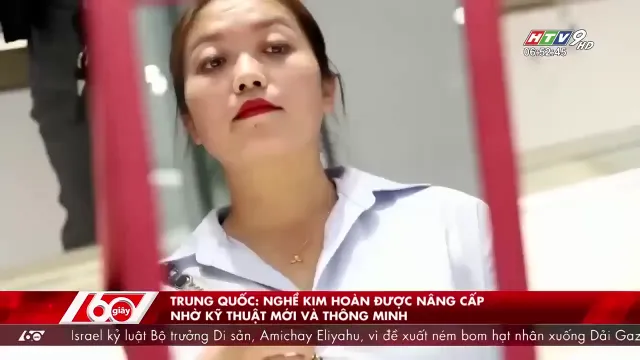 HTV9 HD
06:52:45
60 giây
TRUNG QUỐC: NGHỀ KIM HOÀN ĐƯỢC NÂNG CẤP
NHỜ KỸ THUẬT MỚI VÀ THÔNG MINH
60s
Israel kỷ luật Bộ trưởng Di sản, Amichay Eliyahu, vì đề xuất ném bom hạt nhân xuống Dải Gaz